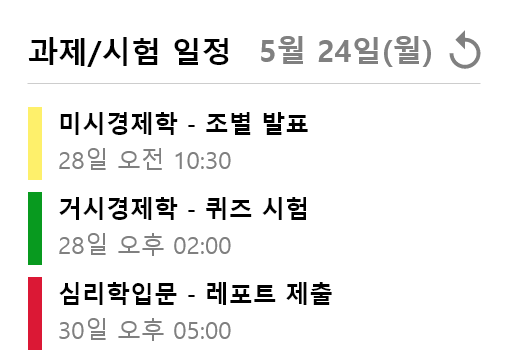 과제/시험 일정 5월 24일(월)
미시경제학 - 조별 발표
28일 오전 10:30
거시경제학 - 퀴즈 시험
28일 오후 02:00
심리학입문 - 레포트 제출
30일 오후 05:00